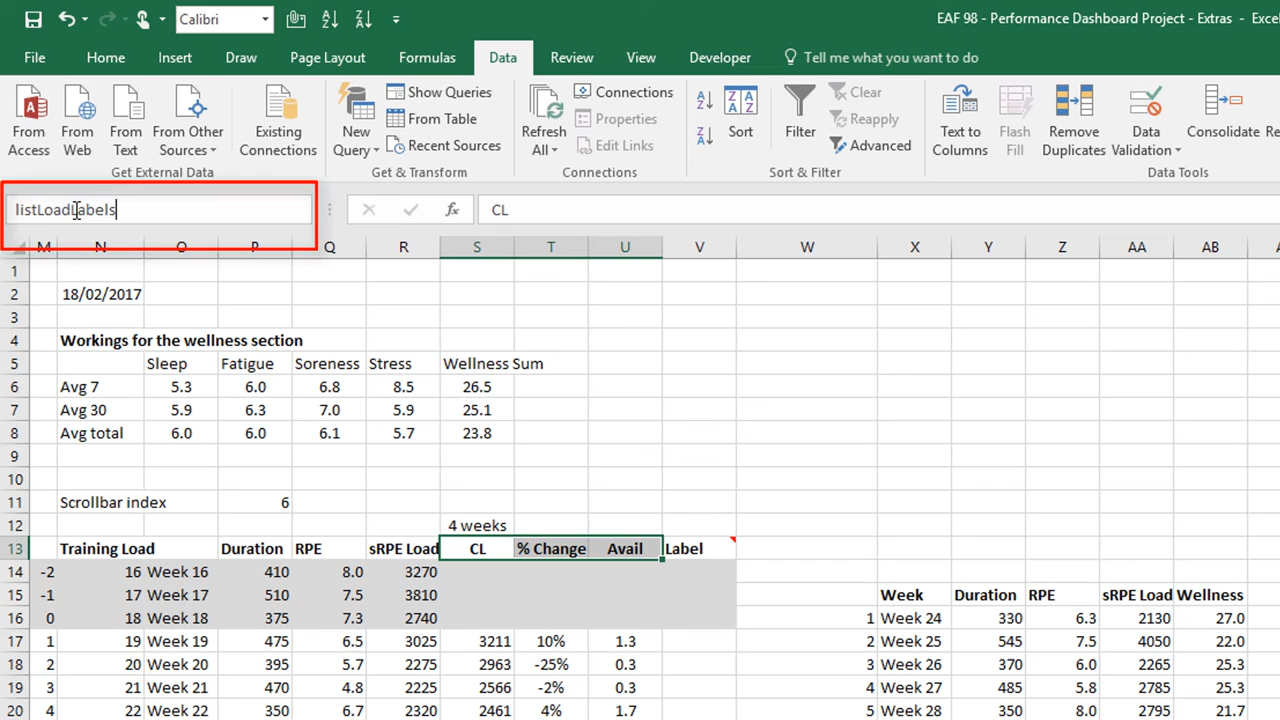 Calibri
EAF 98 - Performance Dashboard Project - Extras - Exce
File Home Insert Draw Page Layout Formulas Data Review View Developer Tell me what you want to do
From Access
From Web
From Text
From Other Sources
Existing Connections
Get External Data
New Query
Show Queries
From Table
Recent Sources
Get & Transform
Refresh All
Connections
Properties
Edit Links
Connections
Sort
Filter
Clear
Reapply
Advanced
Sort & Filter
Text to Columns
Flash Fill
Remove Duplicates
Data Validation
Consolidate
Re
Data Tools
listLoadLabels fx CL
M N O P Q R S T U V W X Y Z AA AB
1
2 18/02/2017
3
4 Workings for the wellness section
5 Sleep Fatigue Soreness Stress Wellness Sum
6 Avg 7 5.3 6.0 6.8 8.5 26.5
7 Avg 30 5.9 6.3 7.0 5.9 25.1
8 Avg total 6.0 6.0 6.1 5.7 23.8
9
10
11 Scrollbar index 6
12 4 weeks
13 Training Load Duration RPE sRPE Load CL % Change Avail Label
14 -2 16 Week 16 410 8.0 3270
15 -1 17 Week 17 510 7.5 3810 Week Duration RPE sRPE Load Wellness
16 0 18 Week 18 375 7.3 2740 1 Week 24 330 6.3 2130 27.0
17 1 19 Week 19 475 6.5 3025 3211 10% 1.3 2 Week 25 545 7.5 4050 22.0
18 2 20 Week 20 395 5.7 2275 2963 -25% 0.3 3 Week 26 370 6.0 2265 25.3
19 3 21 Week 21 470 4.8 2225 2566 -2% 0.3 4 Week 27 485 5.8 2785 25.3
20 4 22 Week 22 350 6.7 2320 2461 4% 1.7 5 Week 28 350 8.0 2785 21.7